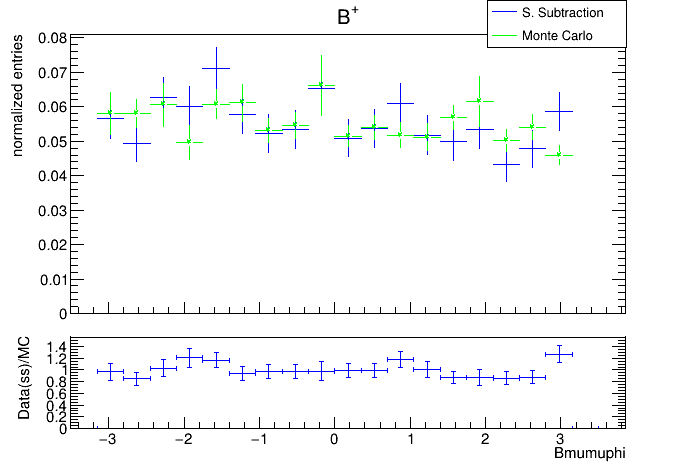 B+
S. Subtraction
Monte Carlo
normalized entries
0.08
0.07
0.06
0.05
0.04
0.03
0.02
0.01
0
Data(ss)/MC
1.4
1.2
1
0.8
0.6
0.4
0.2
0
−3 −2 −1 0 1 2 3
Bmumuphi